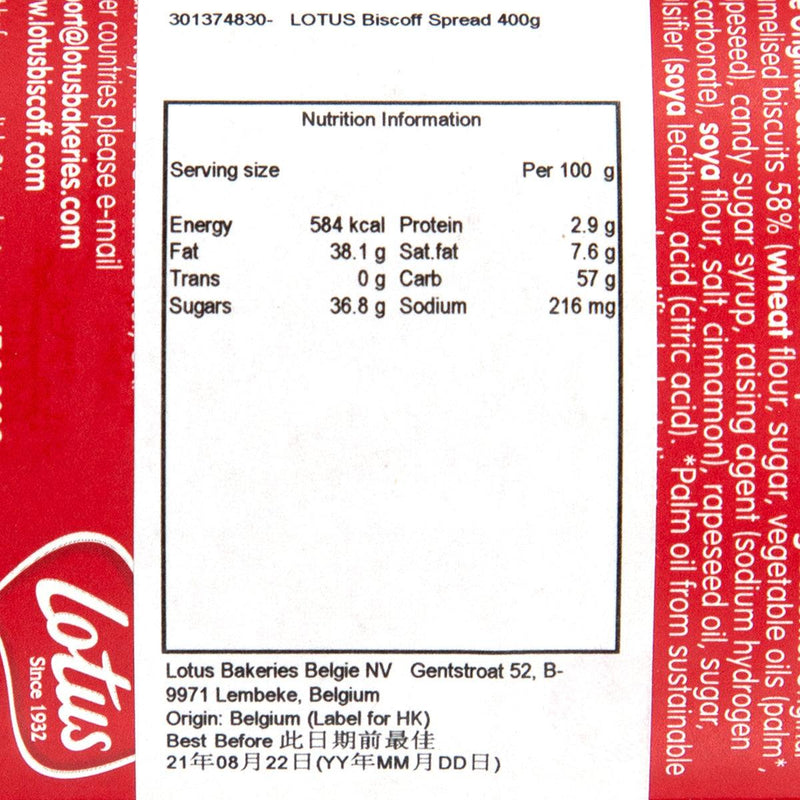 301374830- LOTUS Biscoff Spread 400g
Nutrition Information
Serving size Per 100 g
Energy 584 kcal Protein 2.9 g
Fat 38.1 g Sat.fat 7.6 g
Trans 0 g Carb 57 g
Sugars 36.8 g Sodium 216 mg
Lotus Bakeries Belgie NV Gentstroat 52, B-
9971 Lembeke, Belgium
Origin: Belgium (Label for HK)
Best Before 此日期前最佳
21年08月22日(YY年MM月DD日)
er countries please e-mail
port@lotusbakeries.com
w.lotusbiscoff.com
Lotus
Since 1932
melised biscuits 58% (wheat flour, sugar, vegetable oils (palm*,
peseed), candy sugar syrup, raising agent (sodium hydrogen
carbonate), soya flour, salt, cinnamon), rapeseed oil, sugar,
lsifier (soya lecithin), acid (citric acid). *Palm oil from sustainable